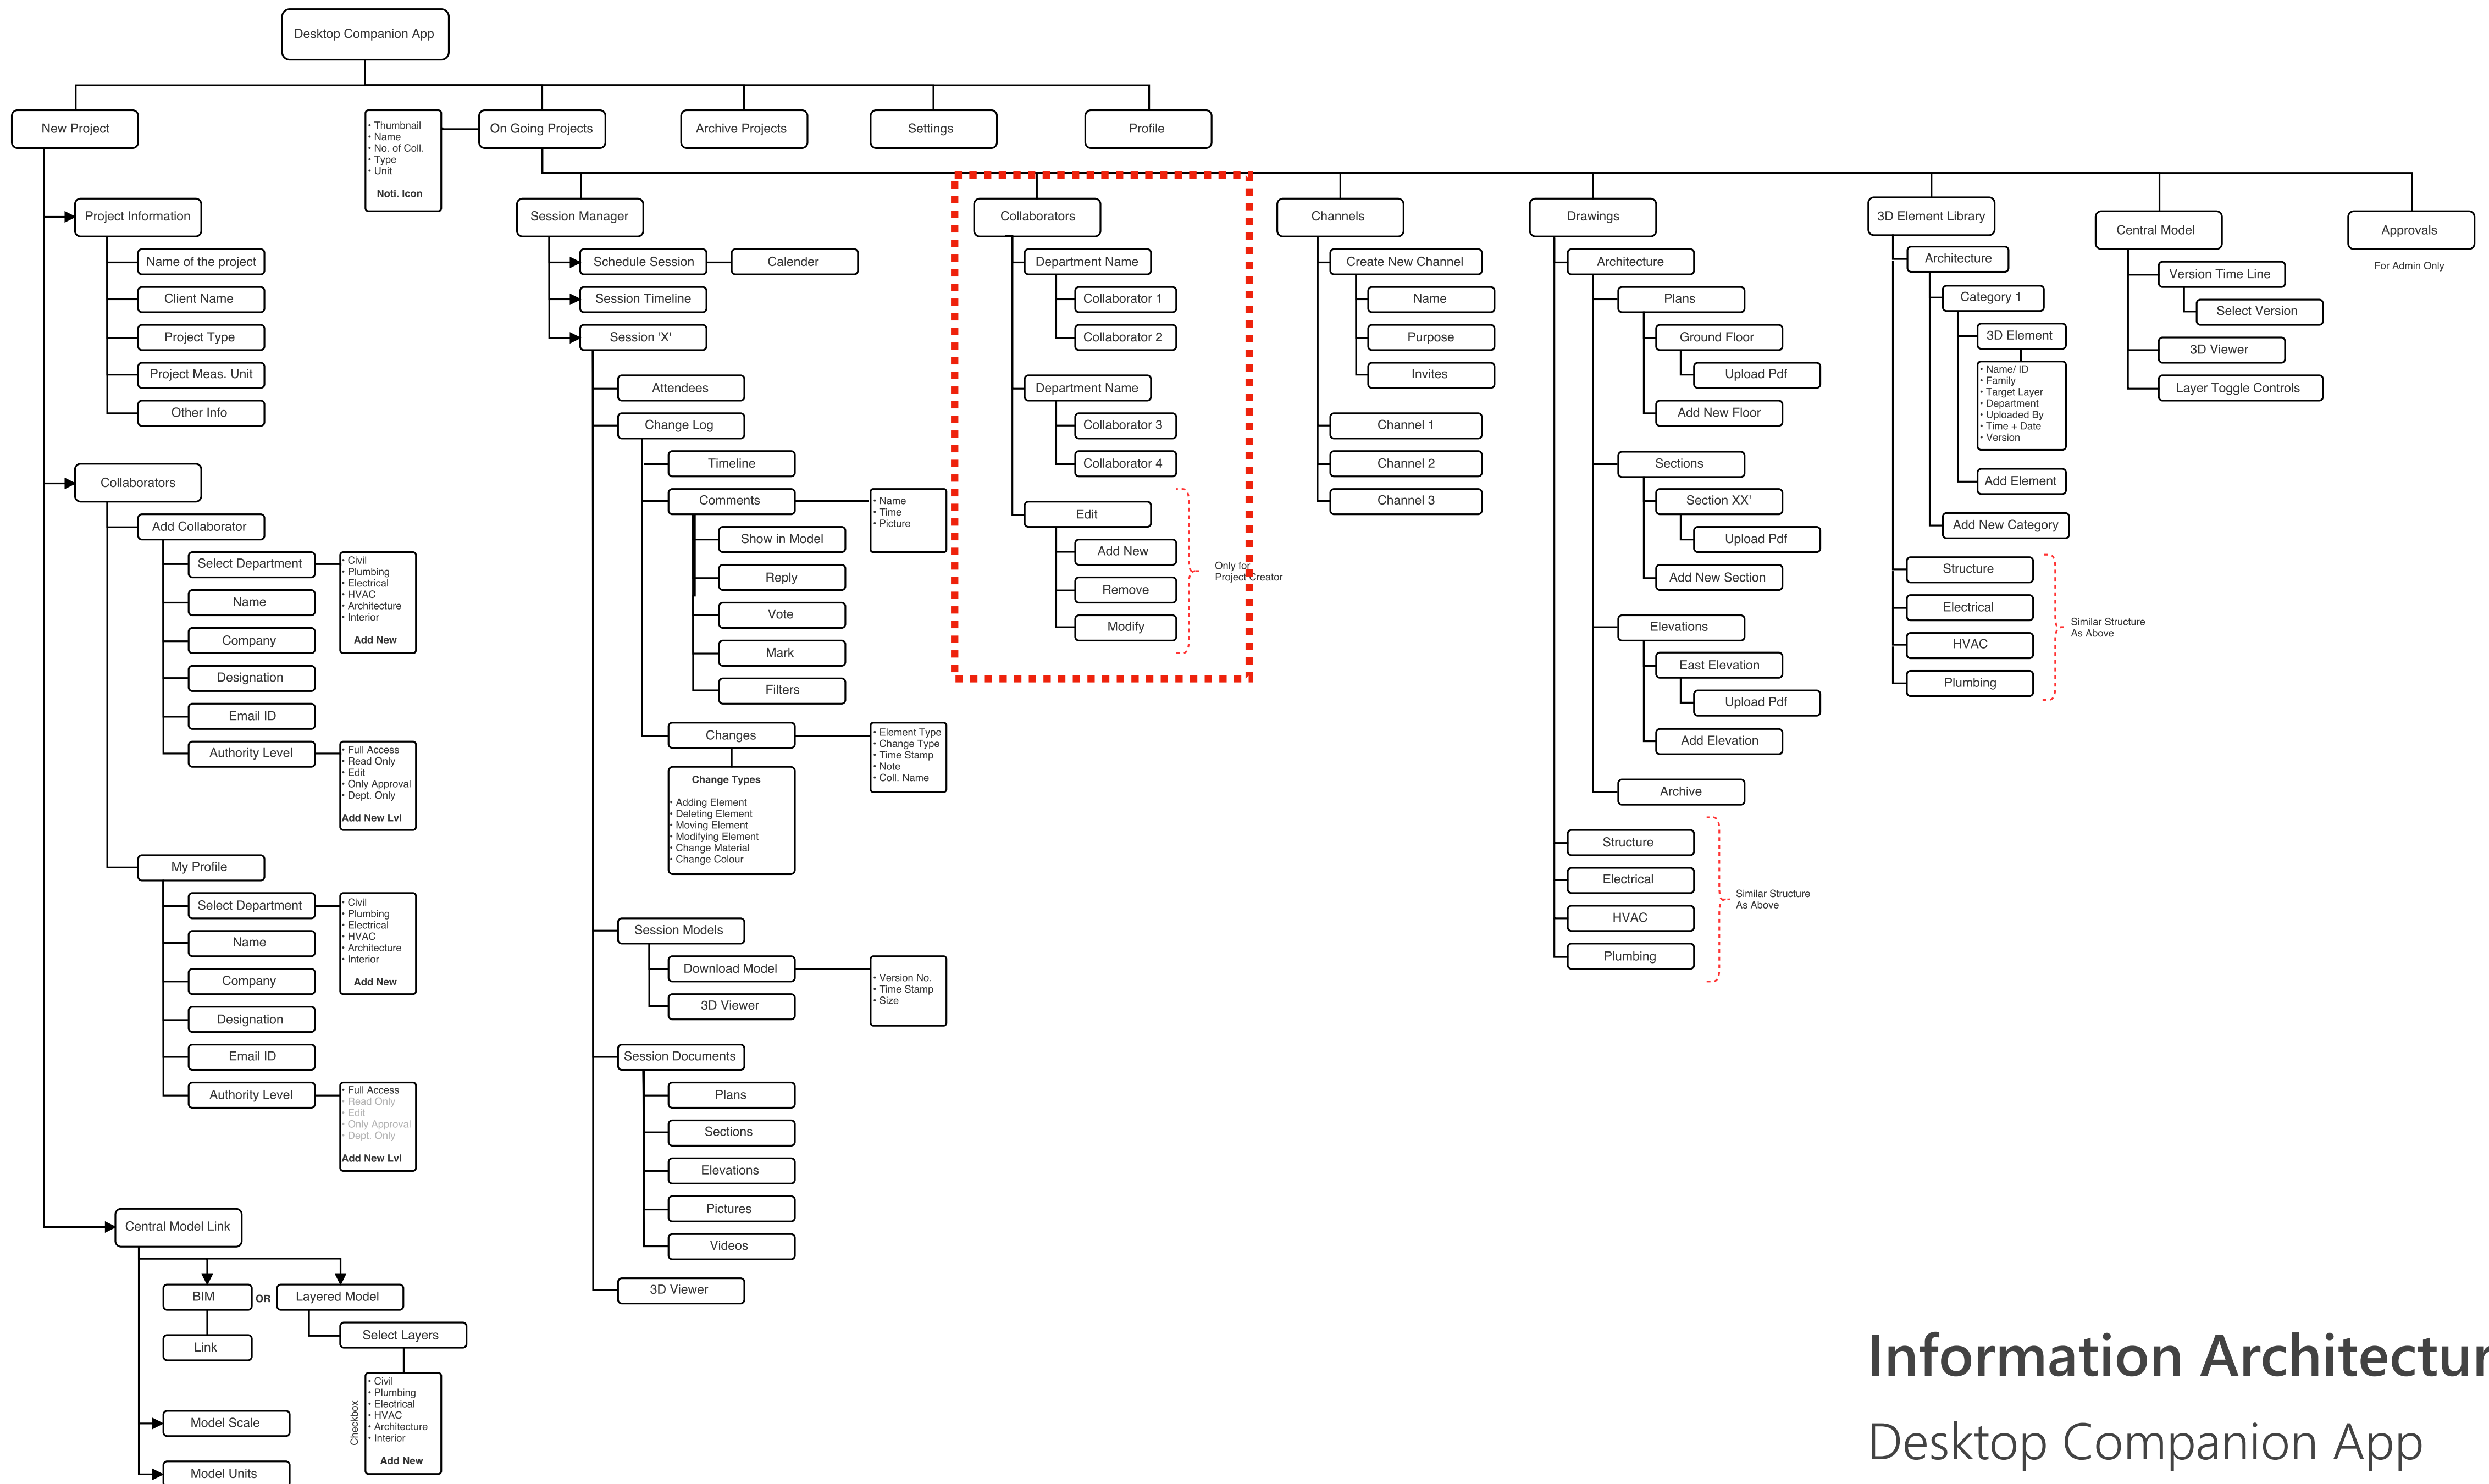 Desktop Companion App
New Project
• Thumbnail
• Name
• No. of Coll.
• Type
• Unit
Noti. Icon
On Going Projects
Archive Projects
Settings
Profile
Project Information
Name of the project
Client Name
Project Type
Project Meas. Unit
Other Info
Collaborators
Add Collaborator
Select Department
• Civil
• Plumbing
• Electrical
• HVAC
• Architecture
• Interior
Add New
Name
Company
Designation
Email ID
Authority Level
• Full Access
• Read Only
• Edit
• Only Approval
• Dept. Only
Add New Lvl
My Profile
Select Department
• Civil
• Plumbing
• Electrical
• HVAC
• Architecture
• Interior
Add New
Name
Company
Designation
Email ID
Authority Level
• Full Access
• Read Only
• Edit
• Only Approval
• Dept. Only
Add New Lvl
Central Model Link
BIM
OR
Layered Model
Link
Select Layers
Checkbox
• Civil
• Plumbing
• Electrical
• HVAC
• Architecture
• Interior
Add New
Model Scale
Model Units
Session Manager
Schedule Session
Calender
Session Timeline
Session 'X'
Attendees
Change Log
Timeline
Comments
• Name
• Time
• Picture
Show in Model
Reply
Vote
Mark
Filters
Changes
• Element Type
• Change Type
• Time Stamp
• Note
• Coll. Name
Change Types
• Adding Element
• Deleting Element
• Moving Element
• Modifying Element
• Change Material
• Change Colour
Session Models
Download Model
• Version No.
• Time Stamp
• Size
3D Viewer
Session Documents
Plans
Sections
Elevations
Pictures
Videos
3D Viewer
Collaborators
Department Name
Collaborator 1
Collaborator 2
Department Name
Collaborator 3
Collaborator 4
Edit
Add New
Remove
Modify
Only for
Project Creator
Channels
Create New Channel
Name
Purpose
Invites
Channel 1
Channel 2
Channel 3
Drawings
Architecture
Plans
Ground Floor
Upload Pdf
Add New Floor
Sections
Section XX'
Upload Pdf
Add New Section
Elevations
East Elevation
Upload Pdf
Add Elevation
Archive
Structure
Electrical
HVAC
Plumbing
Similar Structure
As Above
3D Element Library
Architecture
Category 1
3D Element
• Name/ ID
• Family
• Target Layer
• Department
• Uploaded By
• Time + Date
• Version
Add Element
Add New Category
Structure
Electrical
HVAC
Plumbing
Similar Structure
As Above
Central Model
Version Time Line
Select Version
3D Viewer
Layer Toggle Controls
Approvals
For Admin Only
Information Architectur
Desktop Companion App